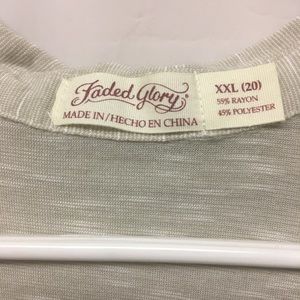 Faded Glory®
MADE IN / HECHO EN CHINA
XXL (20)
55% RAYON
45% POLYESTER